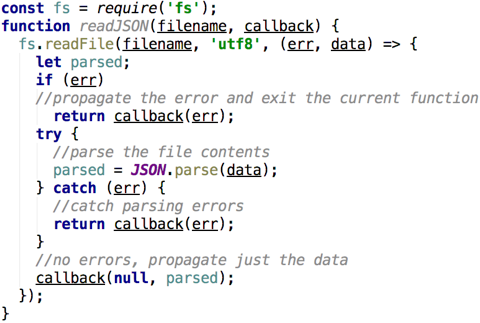 const fs = require('fs');
function readJSON(filename, callback) {
  fs.readFile(filename, 'utf8', (err, data) => {
    let parsed;
    if (err)
    //propagate the error and exit the current function
      return callback(err);
    try {
      //parse the file contents
      parsed = JSON.parse(data);
    } catch (err) {
      //catch parsing errors
      return callback(err);
    }
    //no errors, propagate just the data
    callback(null, parsed);
  });
}